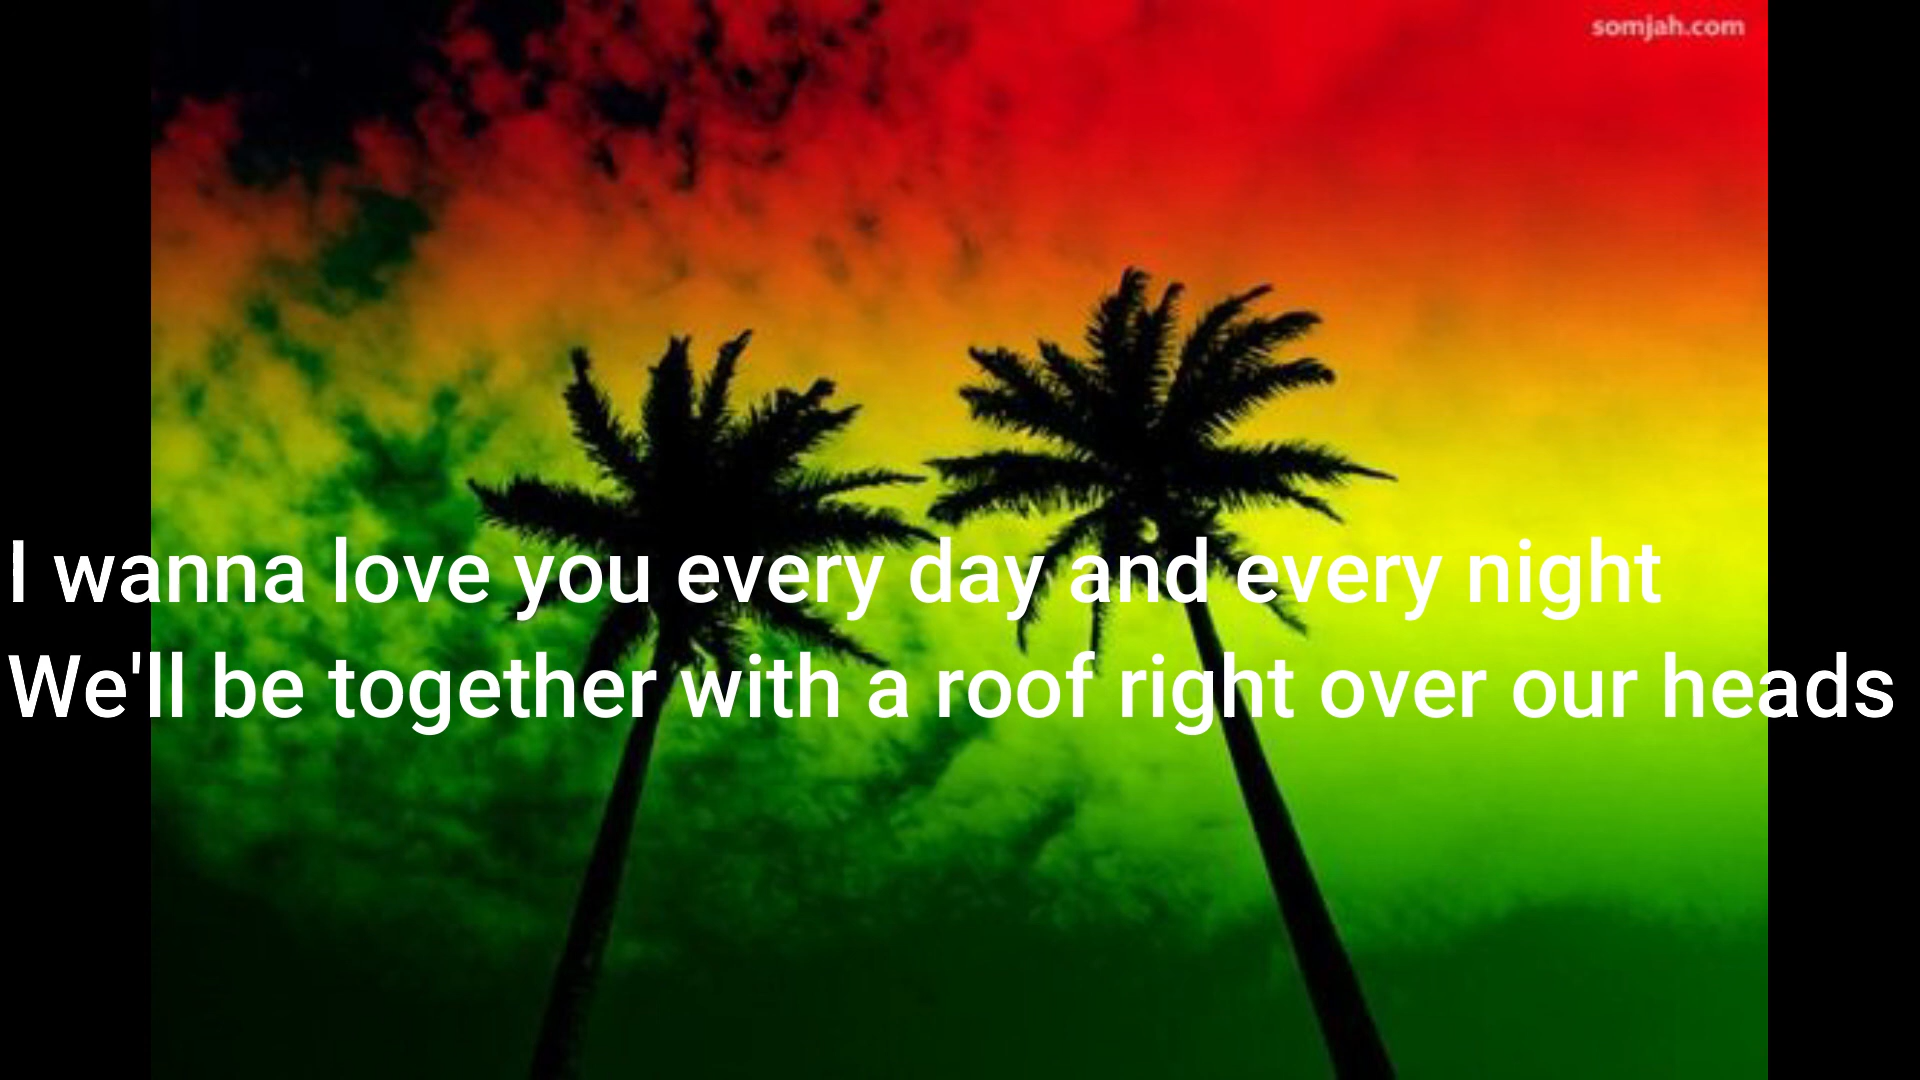 somjah.com
I wanna love you every day and every night
We'll be together with a roof right over our heads